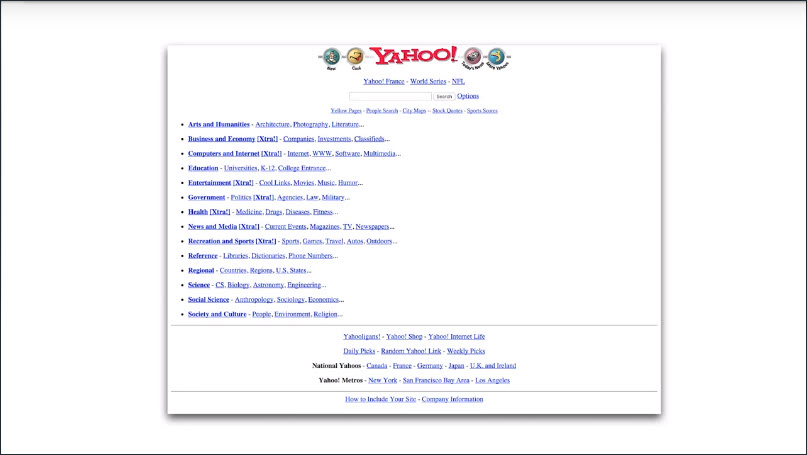 New Cool YAHOO! Today's News More Yahoos
Yahoo! France - World Series - NFL
Search Options
Yellow Pages - People Search - City Maps -- Stock Quotes - Sports Scores
Arts and Humanities - Architecture, Photography, Literature...
Business and Economy [Xtra!] - Companies, Investments, Classifieds...
Computers and Internet [Xtra!] - Internet, WWW, Software, Multimedia...
Education - Universities, K-12, College Entrance...
Entertainment [Xtra!] - Cool Links, Movies, Music, Humor...
Government - Politics [Xtra!], Agencies, Law, Military...
Health [Xtra!] - Medicine, Drugs, Diseases, Fitness...
News and Media [Xtra!] - Current Events, Magazines, TV, Newspapers...
Recreation and Sports [Xtra!] - Sports, Games, Travel, Autos, Outdoors...
Reference - Libraries, Dictionaries, Phone Numbers...
Regional - Countries, Regions, U.S. States...
Science - CS, Biology, Astronomy, Engineering...
Social Science - Anthropology, Sociology, Economics...
Society and Culture - People, Environment, Religion...
Yahooligans! - Yahoo! Shop - Yahoo! Internet Life
Daily Picks - Random Yahoo! Link - Weekly Picks
National Yahoos - Canada - France - Germany - Japan - U.K. and Ireland
Yahoo! Metros - New York - San Francisco Bay Area - Los Angeles
How to Include Your Site - Company Information